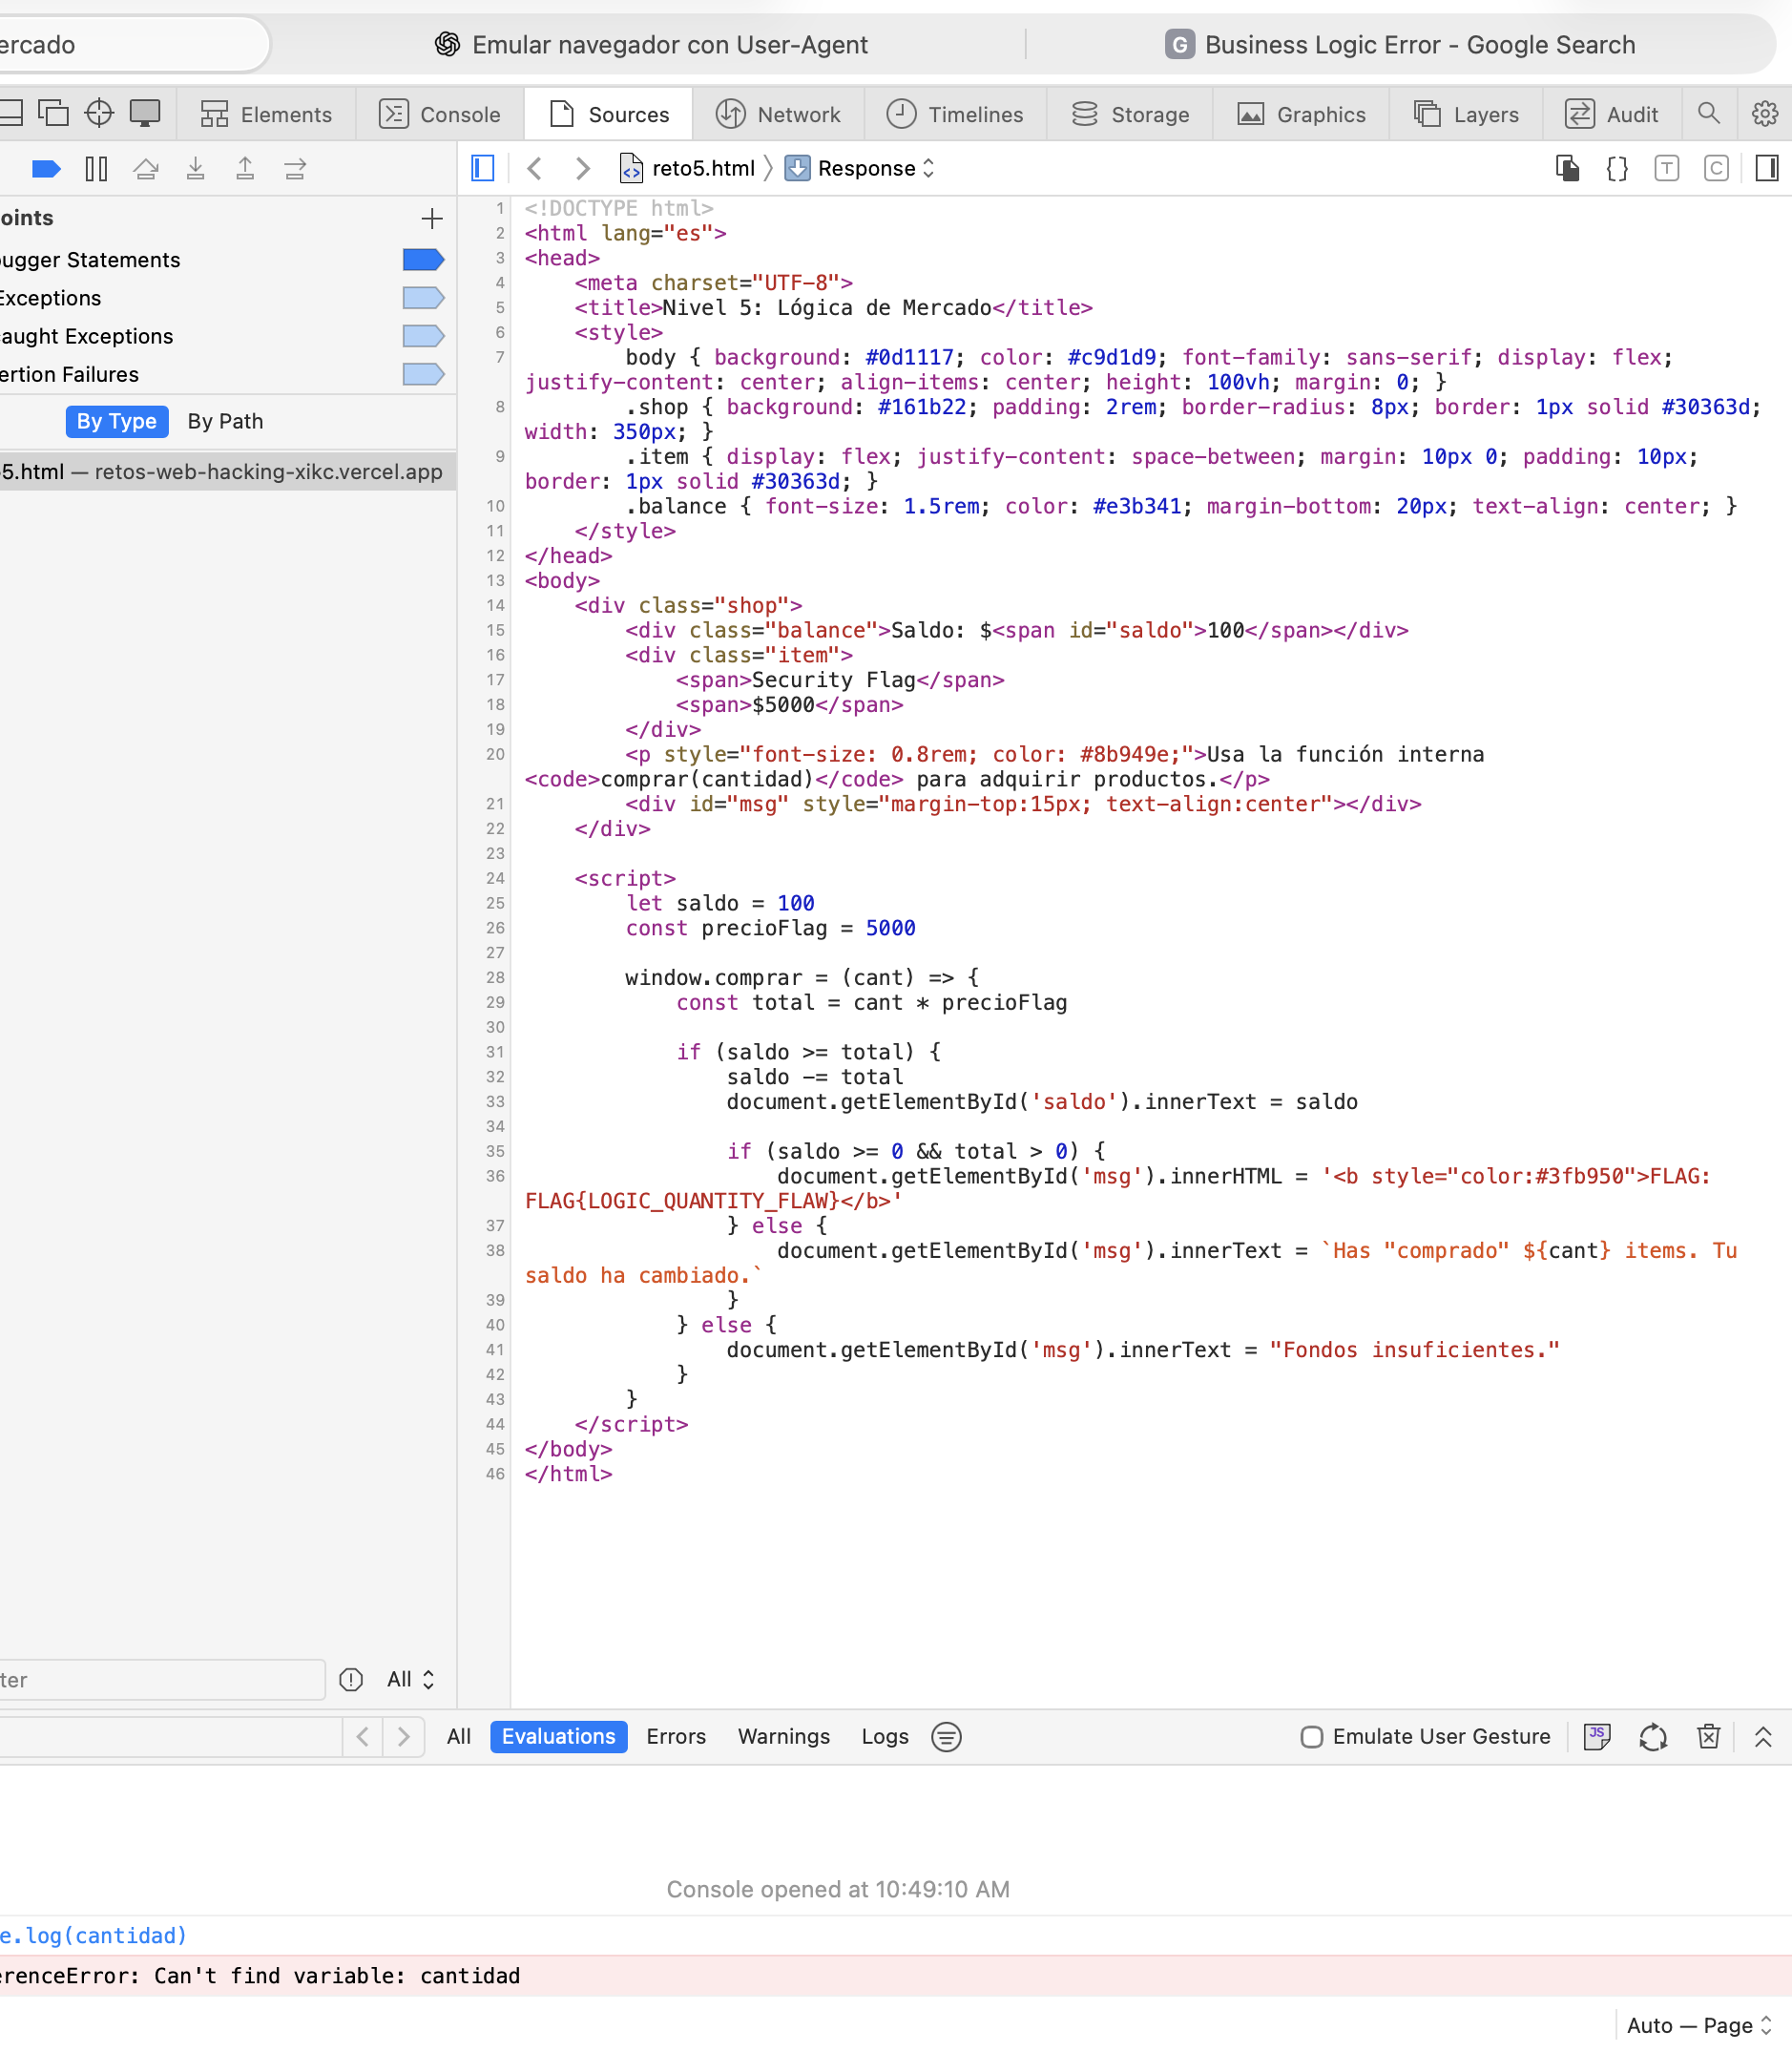 ercado
Emular navegador con User-Agent
G Business Logic Error - Google Search
Elements
Console
Sources
Network
Timelines
Storage
Graphics
Layers
Audit
reto5.html
Response
T
C
oints
ugger Statements
Exceptions
aught Exceptions
ertion Failures
By Type
By Path
5.html — retos-web-hacking-xikc.vercel.app
1 <!DOCTYPE html>
2 <html lang="es">
3 <head>
4     <meta charset="UTF-8">
5     <title>Nivel 5: Lógica de Mercado</title>
6     <style>
7         body { background: #0d1117; color: #c9d1d9; font-family: sans-serif; display: flex;
justify-content: center; align-items: center; height: 100vh; margin: 0; }
8         .shop { background: #161b22; padding: 2rem; border-radius: 8px; border: 1px solid #30363d;
width: 350px; }
9         .item { display: flex; justify-content: space-between; margin: 10px 0; padding: 10px;
border: 1px solid #30363d; }
10         .balance { font-size: 1.5rem; color: #e3b341; margin-bottom: 20px; text-align: center; }
11     </style>
12 </head>
13 <body>
14     <div class="shop">
15         <div class="balance">Saldo: $<span id="saldo">100</span></div>
16         <div class="item">
17             <span>Security Flag</span>
18             <span>$5000</span>
19         </div>
20         <p style="font-size: 0.8rem; color: #8b949e;">Usa la función interna
<code>comprar(cantidad)</code> para adquirir productos.</p>
21         <div id="msg" style="margin-top:15px; text-align:center"></div>
22     </div>
23
24     <script>
25         let saldo = 100
26         const precioFlag = 5000
27
28         window.comprar = (cant) => {
29             const total = cant * precioFlag
30
31             if (saldo >= total) {
32                 saldo -= total
33                 document.getElementById('saldo').innerText = saldo
34
35                 if (saldo >= 0 && total > 0) {
36                     document.getElementById('msg').innerHTML = '<b style="color:#3fb950">FLAG:
FLAG{LOGIC_QUANTITY_FLAW}</b>'
37                 } else {
38                     document.getElementById('msg').innerText = `Has "comprado" ${cant} items. Tu
saldo ha cambiado.`
39                 }
40             } else {
41                 document.getElementById('msg').innerText = "Fondos insuficientes."
42             }
43         }
44     </script>
45 </body>
46 </html>
ter
All
All
Evaluations
Errors
Warnings
Logs
Emulate User Gesture
JS
Console opened at 10:49:10 AM
e.log(cantidad)
erenceError: Can't find variable: cantidad
Auto — Page